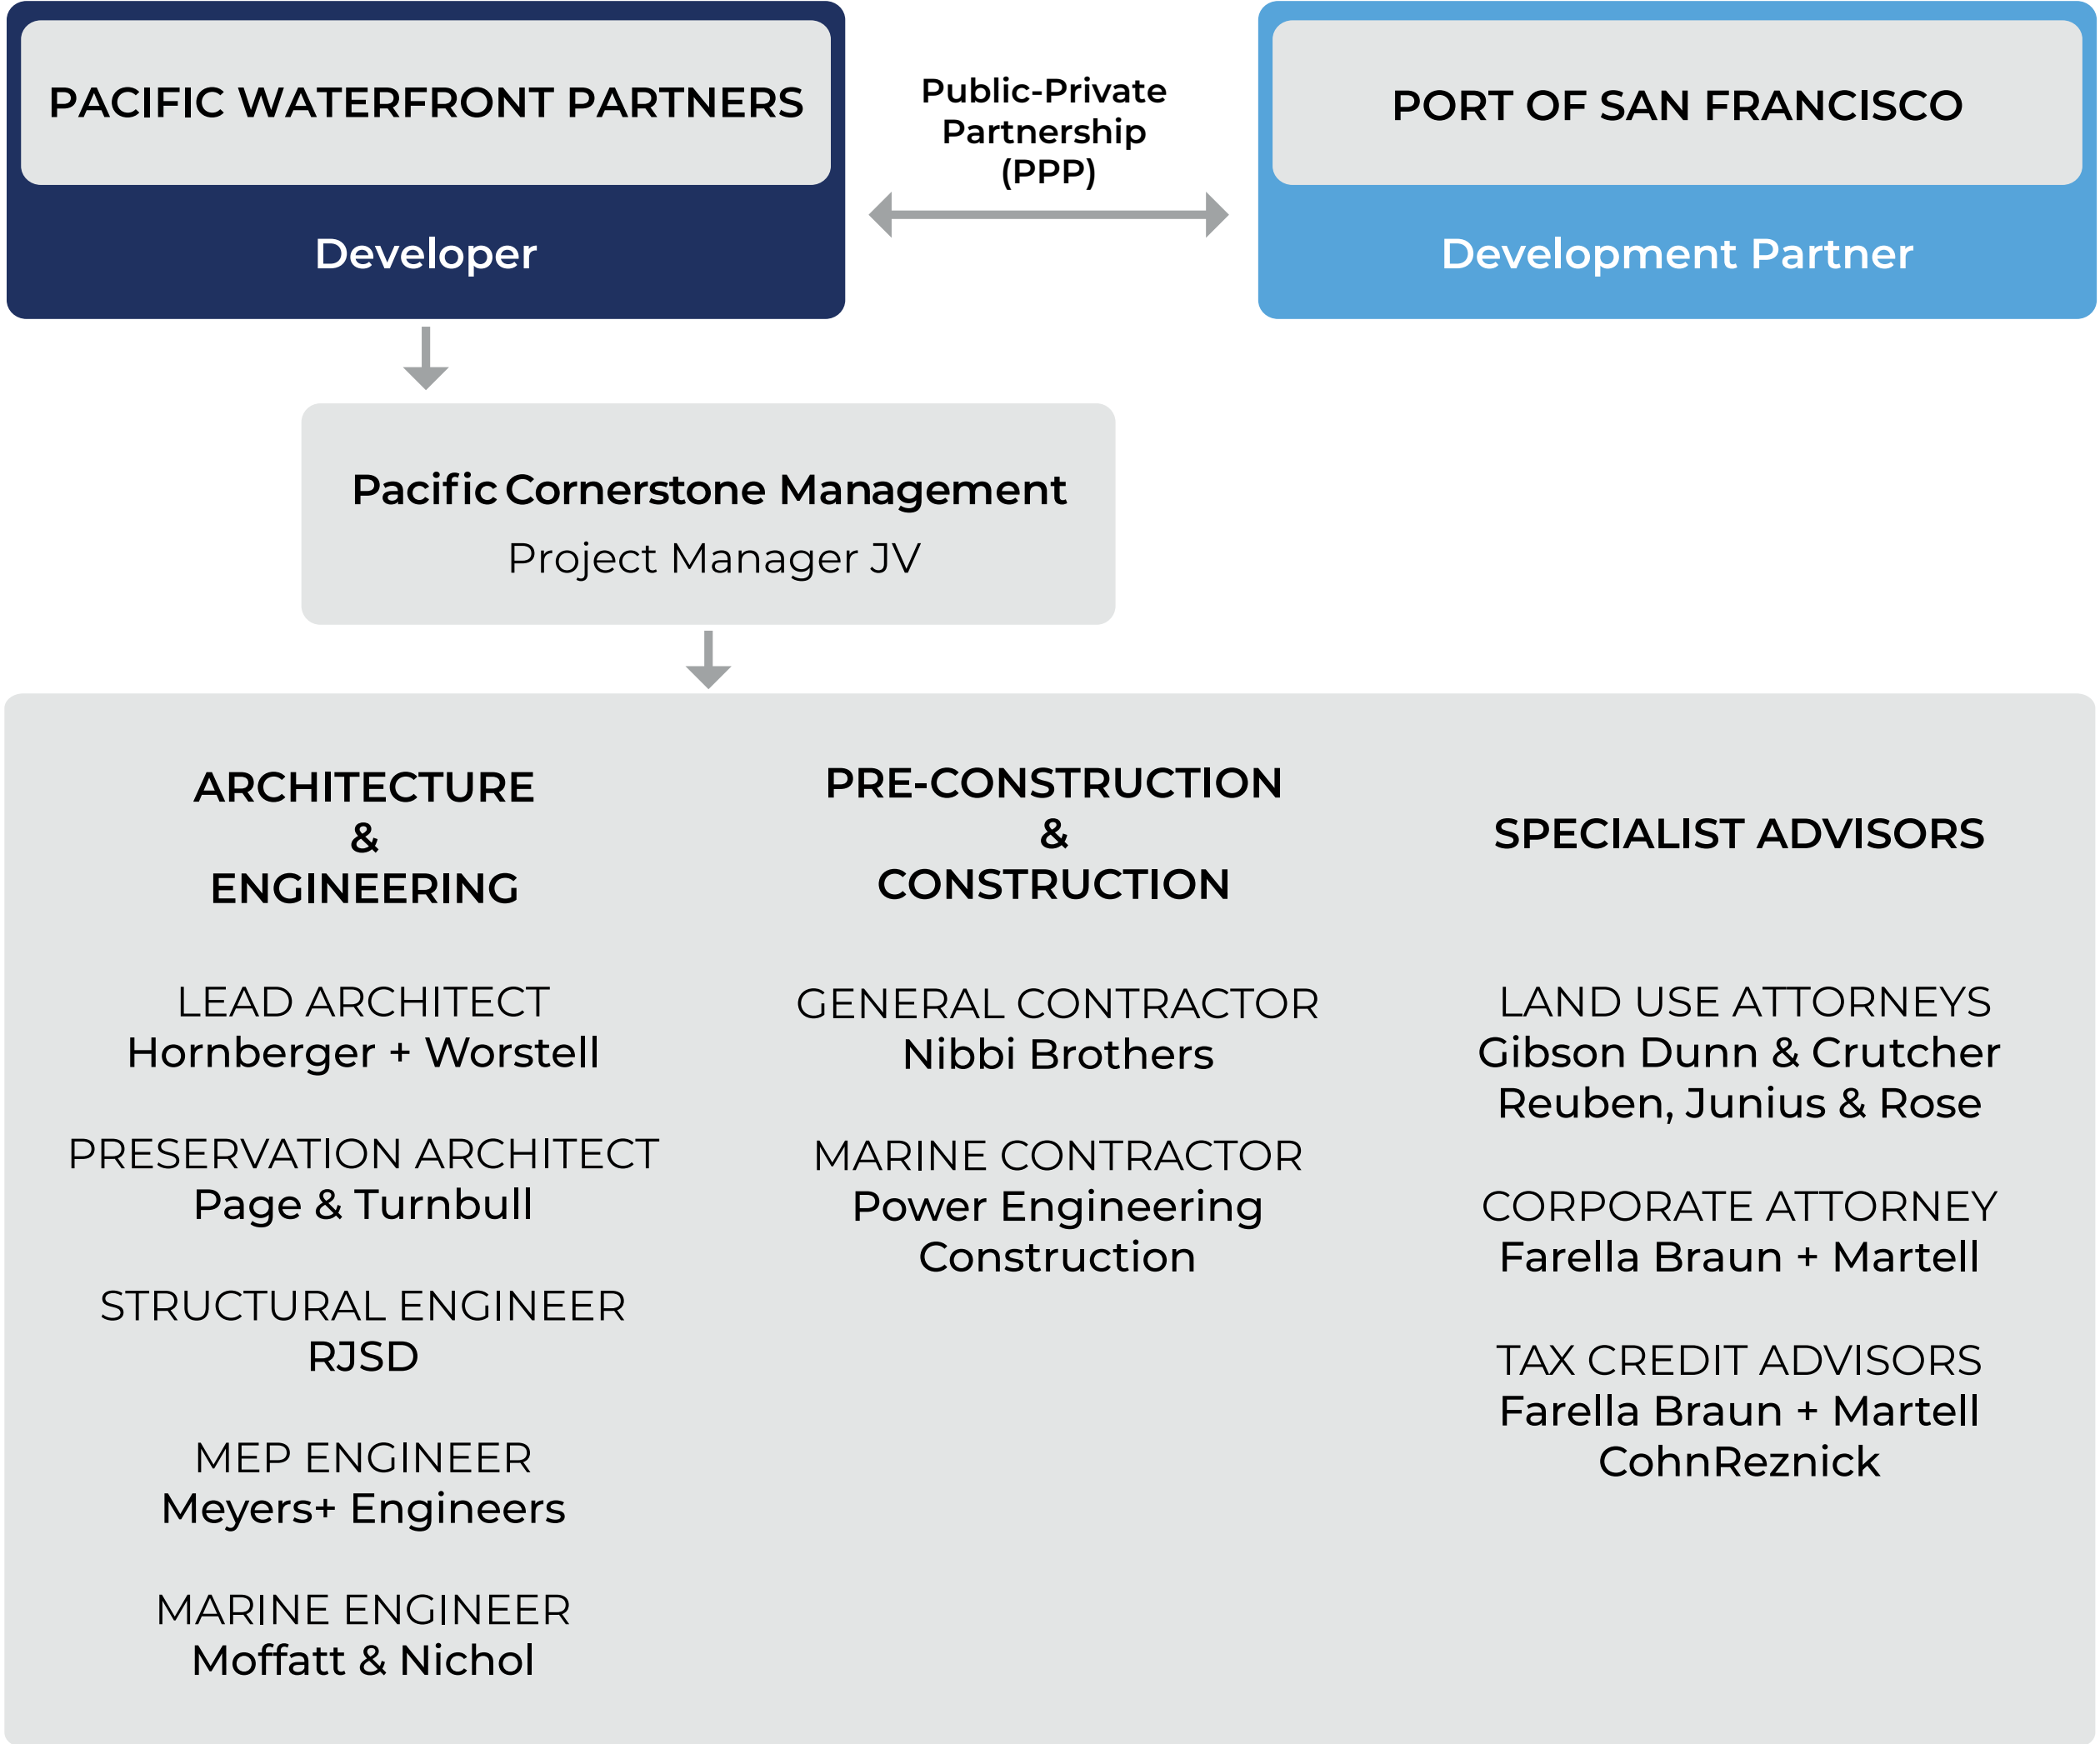 PACIFIC WATERFRONT PARTNERS
Developer
Public-Private
Partnership
(PPP)
PORT OF SAN FRANCISCO
Development Partner
Pacific Cornerstone Management
Project Manager JV
ARCHITECTURE
&
ENGINEERING
LEAD ARCHITECT
Hornberger + Worstell
PRESERVATION ARCHITECT
Page & Turnbull
STRUCTURAL ENGINEER
RJSD
MEP ENGINEER
Meyers+ Engineers
MARINE ENGINEER
Moffatt & Nichol
PRE-CONSTRUCTION
&
CONSTRUCTION
GENERAL CONTRACTOR
Nibbi Brothers
MARINE CONTRACTOR
Power Engineering
Construction
SPECIALIST ADVISORS
LAND USE ATTORNEYS
Gibson Dunn & Crutcher
Reuben, Junius & Rose
CORPORATE ATTORNEY
Farella Braun + Martell
TAX CREDIT ADVISORS
Farella Braun + Martell
CohnReznick